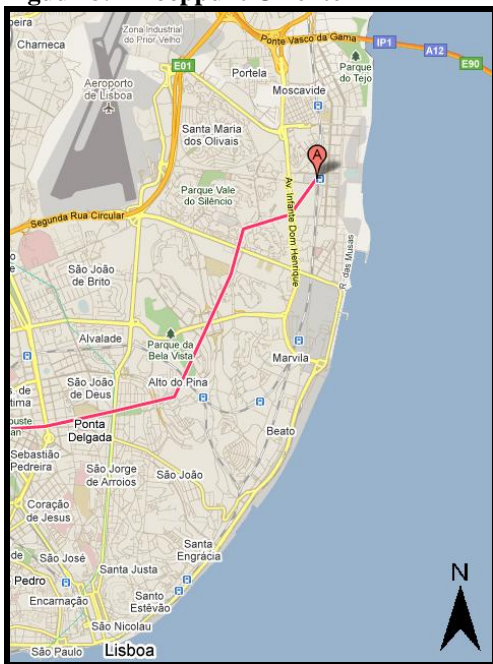 Zona Industrial
do Prior Velho
Ponte Vasco da Gama
IP1
A12
E90
Charneca
E01
Portela
Parque
do Tejo
Aeroporto
de Lisboa
Moscavide
Santa Maria
dos Olivais
A
Parque Vale
do Silêncio
Av. Infante Dom Henrique
Segunda Rua Circular
R. das Musas
São João
de Brito
Alvalade
Parque da
Bela Vista
Marvila
São João
de Deus
Alto do Pina
Ponta
Delgada
Beato
Sebastião
Pedreira
São Jorge
de Arroios
São João
Coração
de Jesus
Santa
Engrácia
São José
Santa Justa
N
Pedro
Encarnação
Santo
Estêvão
São Nicolau
São Paulo
Lisboa